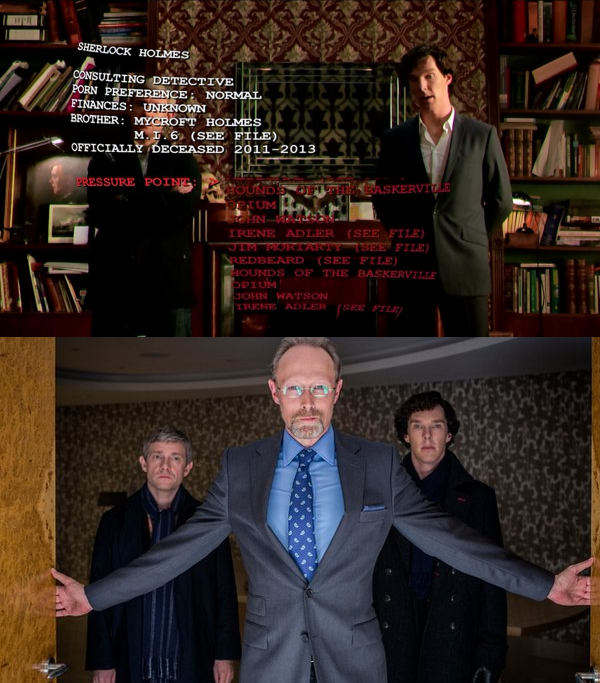 SHERLOCK HOLMES
CONSULTING DETECTIVE
PORN PREFERENCE: NORMAL
FINANCES: UNKNOWN
BROTHER: MYCROFT HOLMES
M.I.6 (SEE FILE)
OFFICIALLY DECEASED 2011-2013
PRESSURE POINT:
HOUNDS OF THE BASKERVILLE
OPIUM
JOHN WATSON
IRENE ADLER (SEE FILE)
JIM MORIARTY (SEE FILE)
REDBEARD (SEE FILE)
HOUNDS OF THE BASKERVILLE
OPIUM
JOHN WATSON
IRENE ADLER (SEE FILE)